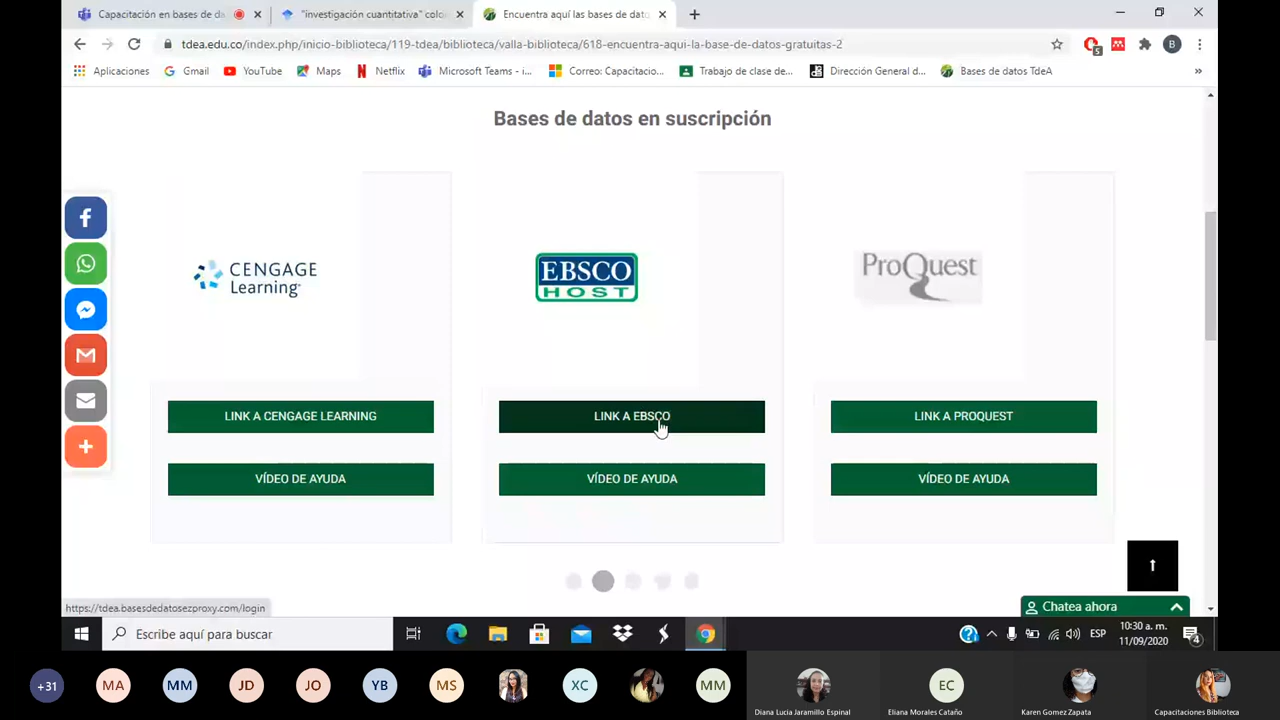 Capacitación en bases de da
"investigación cuantitativa" colo
Encuentra aquí las bases de dato
tdea.edu.co/index.php/inicio-biblioteca/119-tdea/biblioteca/valla-biblioteca/618-encuentra-aqui-la-base-de-datos-gratuitas-2
5
B
Aplicaciones
Gmail
YouTube
Maps
Netflix
Microsoft Teams - i...
Correo: Capacitacio...
Trabajo de clase de...
Dirección General d...
Bases de datos TdeA
»
Bases de datos en suscripción
CENGAGE
Learning
EBSCO
HOST
ProQuest
LINK A CENGAGE LEARNING
LINK A EBSCO
LINK A PROQUEST
VÍDEO DE AYUDA
VÍDEO DE AYUDA
VÍDEO DE AYUDA
https://tdea.basesdedatosezproxy.com/login
Chatea ahora
Escribe aquí para buscar
ESP
10:30 a. m.
11/09/2020
4
+31
MA
MM
JD
JO
YB
MS
XC
MM
Diana Lucia Jaramillo Espinal
EC
Eliana Morales Cataño
Karen Gomez Zapata
Capacitaciones Biblioteca